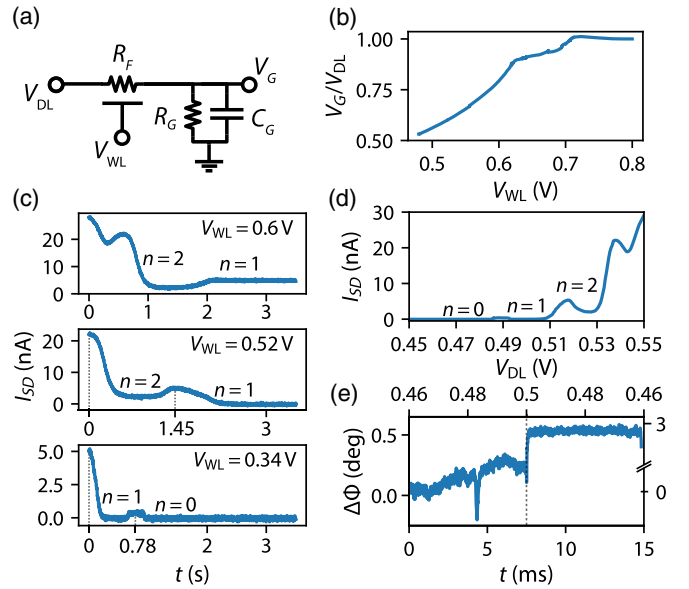 (a)
R_F
V_DL
V_G
R_G
C_G
V_WL
(b)
1.00
0.75
0.50
V_G/V_DL
0.5 0.6 0.7 0.8
V_WL (V)
(c)
V_WL = 0.6 V
20
10
0
n = 2
n = 1
0 1 2 3
V_WL = 0.52 V
20
10
0
n = 2
n = 1
0 1.45 3
V_WL = 0.34 V
5.0
2.5
0.0
n = 1
n = 0
0 0.78 2 3
I_SD (nA)
t (s)
(d)
30
20
10
0
I_SD (nA)
n = 0
n = 1
n = 2
0.45 0.47 0.49 0.51 0.53 0.55
V_DL (V)
(e)
0.46 0.48 0.5 0.48 0.46
0.5
0.0
ΔΦ (deg)
3
0
0 5 10 15
t (ms)